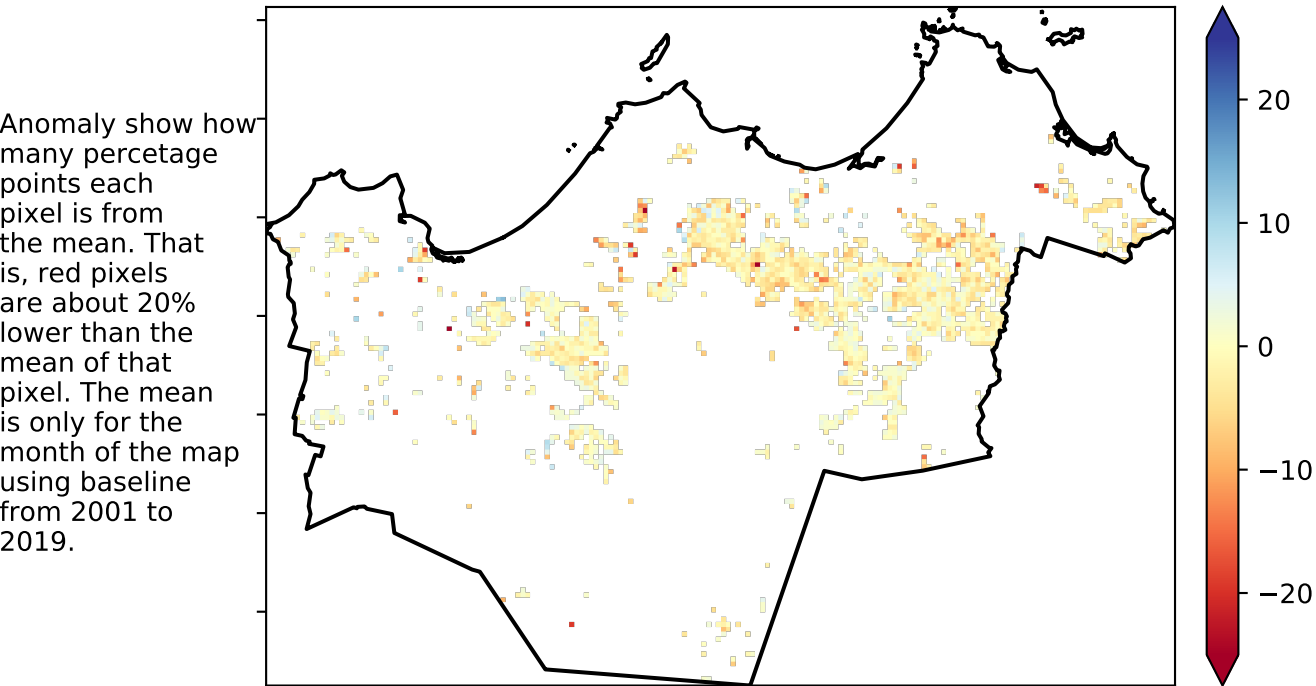 Anomaly show how
many percetage
points each
pixel is from
the mean. That
is, red pixels
are about 20%
lower than the
mean of that
pixel. The mean
is only for the
month of the map
using baseline
from 2001 to
2019.
20
10
0
−10
−20